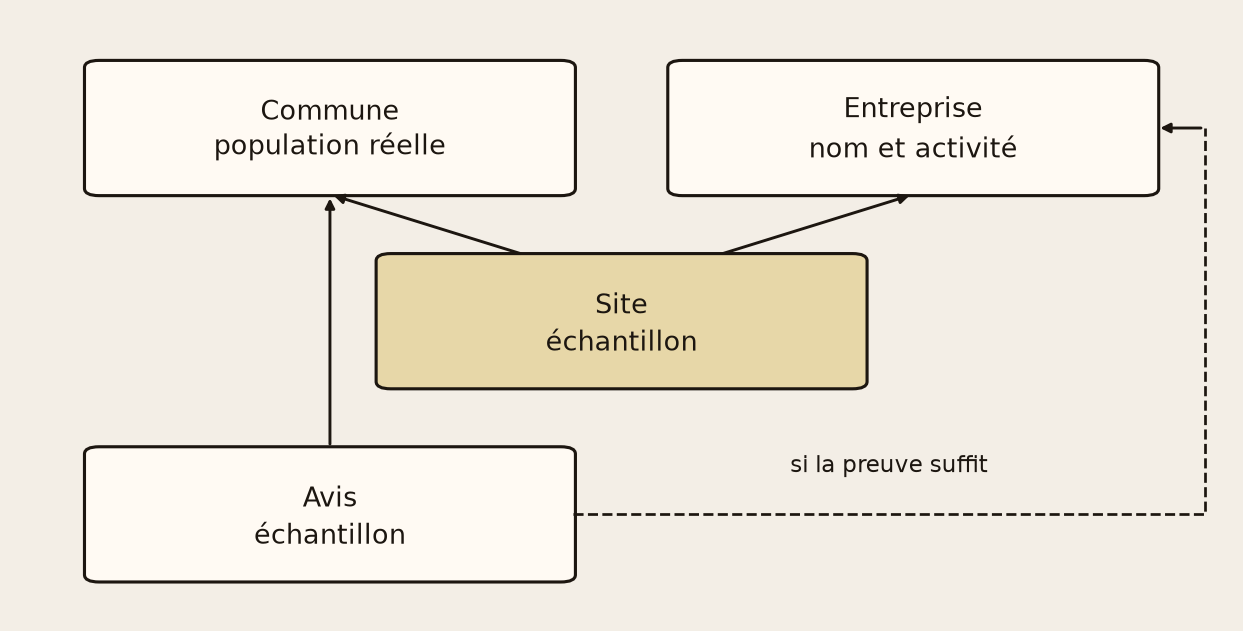 Commune
population réelle
Entreprise
nom et activité
Site
échantillon
si la preuve suffit
Avis
échantillon